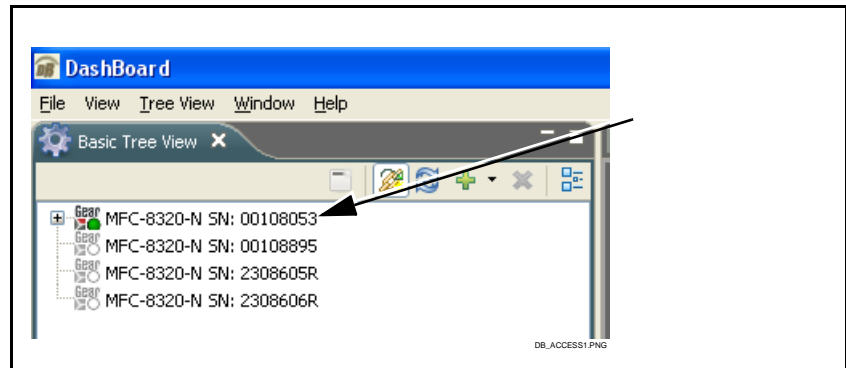 DashBoard
File View Tree View Window Help
Basic Tree View
Gear MFC-8320-N SN: 00108053
Gear MFC-8320-N SN: 00108895
Gear MFC-8320-N SN: 2308605R
Gear MFC-8320-N SN: 2308606R
DB_ACCESS1.PNG